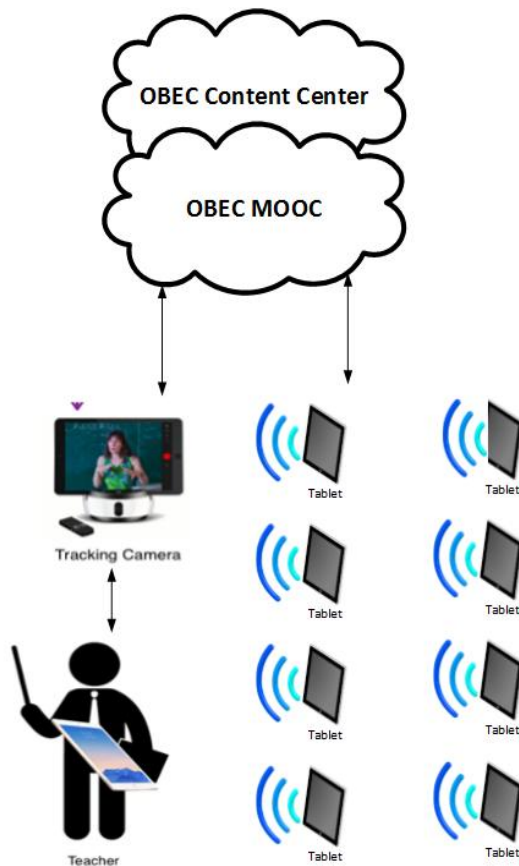 OBEC Content Center
OBEC MOOC
Tracking Camera
Tablet
Tablet
Tablet
Tablet
Tablet
Tablet
Tablet
Tablet
Teacher